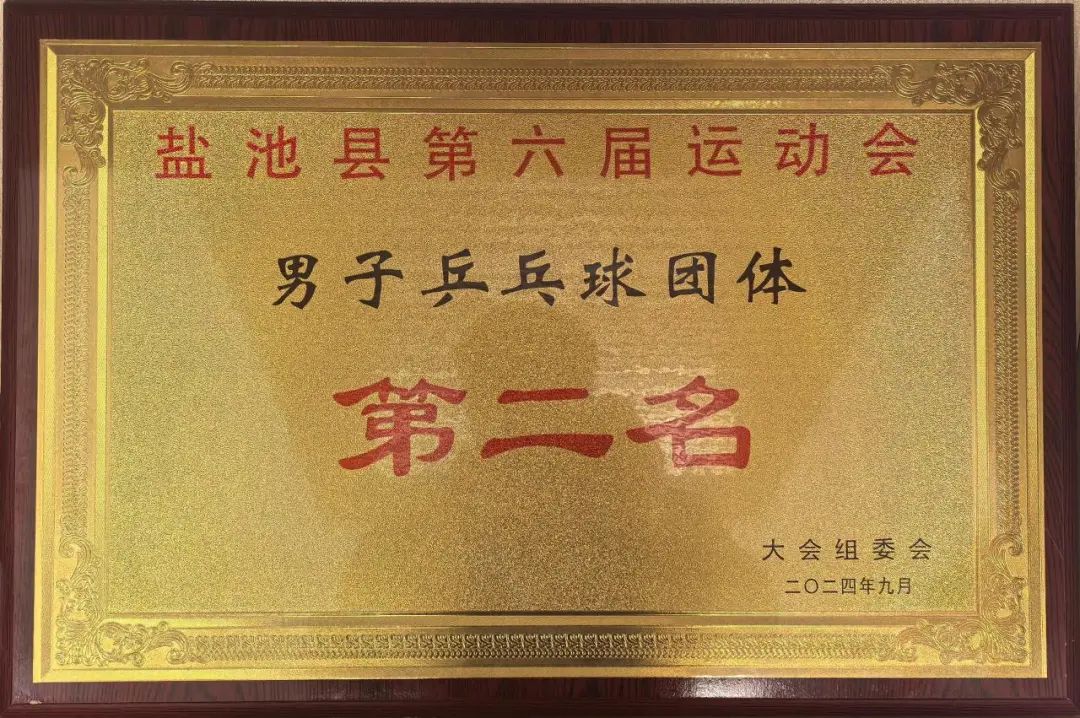 盐池县第六届运动会
男子乒乓球团体
第二名
大会组委会
二〇二四年九月